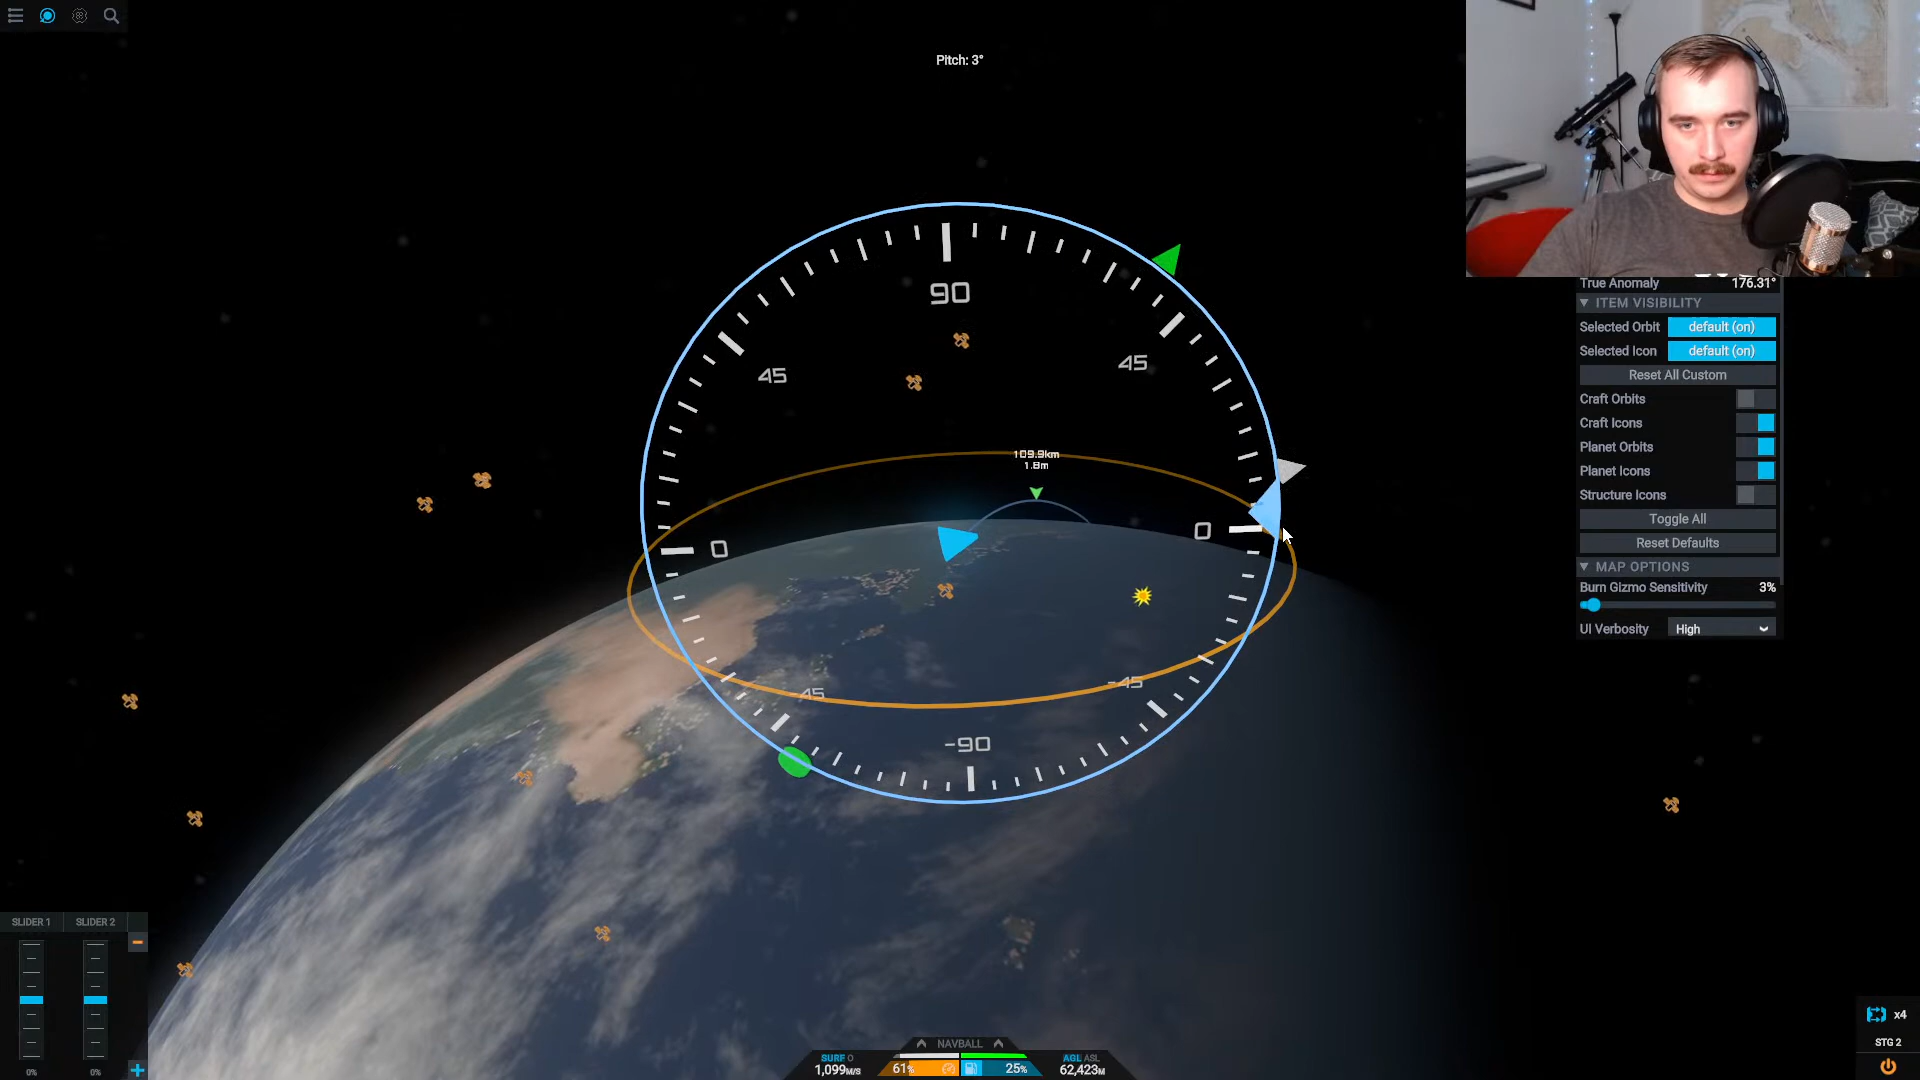 Pitch: 3°
True Anomaly 176.31°
ITEM VISIBILITY
Selected Orbit default (on)
Selected Icon default (on)
Reset All Custom
Craft Orbits
Craft Icons
Planet Orbits
Planet Icons
Structure Icons
Toggle All
Reset Defaults
MAP OPTIONS
Burn Gizmo Sensitivity 3%
UI Verbosity High
90
45 45
109.9km
1.8m
0 0
-45 -45
-90
SLIDER 1 SLIDER 2
0% 0%
NAVBALL
SURF O
1,099M/S
61% 25%
AGL ASL
62,423M
x4
STG 2